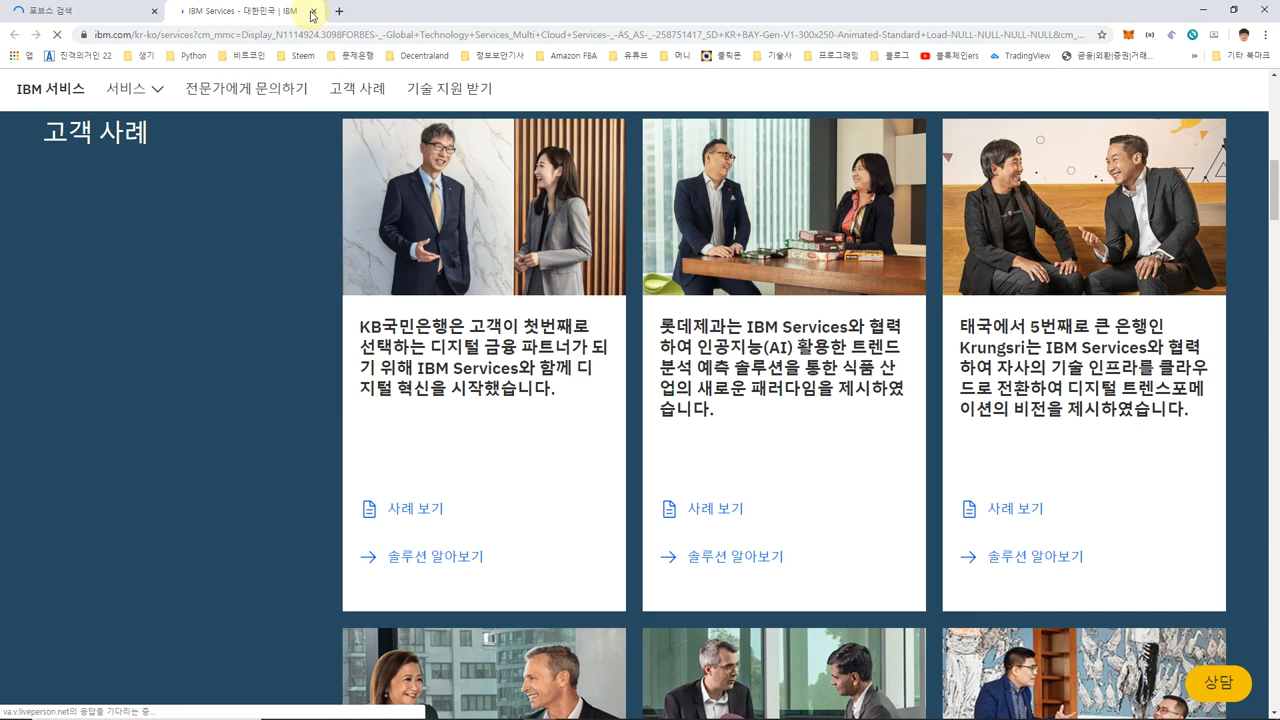 포브스 검색
IBM Services - 대한민국 | IBM
ibm.com/kr-ko/services?cm_mmc=Display_N1114924.3098FORBES-_-Global+Technology+Services_Multi+Cloud+Services-_-AS_AS-_-258751417_SD+KR+BAY-Gen-V1-300x250-Animated-Standard+Load-NULL-NULL-NULL-NULL&cm_...
앱
진격의거인 22
생기
Python
비트코인
Steem
문제은행
Decentraland
정보보안기사
Amazon FBA
유튜브
머니
클릭몬
기술사
프로그래밍
블로그
블록체인러스
TradingView
금융|외환|증권|거래...
»
기타 북마크
IBM 서비스
서비스
전문가에게 문의하기
고객 사례
기술 지원 받기
고객 사례
KB국민은행은 고객이 첫번째로
선택하는 디지털 금융 파트너가 되
기 위해 IBM Services와 함께 디
지털 혁신을 시작했습니다.
사례 보기
솔루션 알아보기
롯데제과는 IBM Services와 협력
하여 인공지능(AI) 활용한 트렌드
분석 예측 솔루션을 통한 식품 산
업의 새로운 패러다임을 제시하였
습니다.
사례 보기
솔루션 알아보기
태국에서 5번째로 큰 은행인
Krungsri는 IBM Services와 협력
하여 자사의 기술 인프라를 클라우
드로 전환하여 디지털 트렌스포메
이션의 비전을 제시하였습니다.
사례 보기
솔루션 알아보기
상담
va.v.liveperson.net의 응답을 기다리는 중...